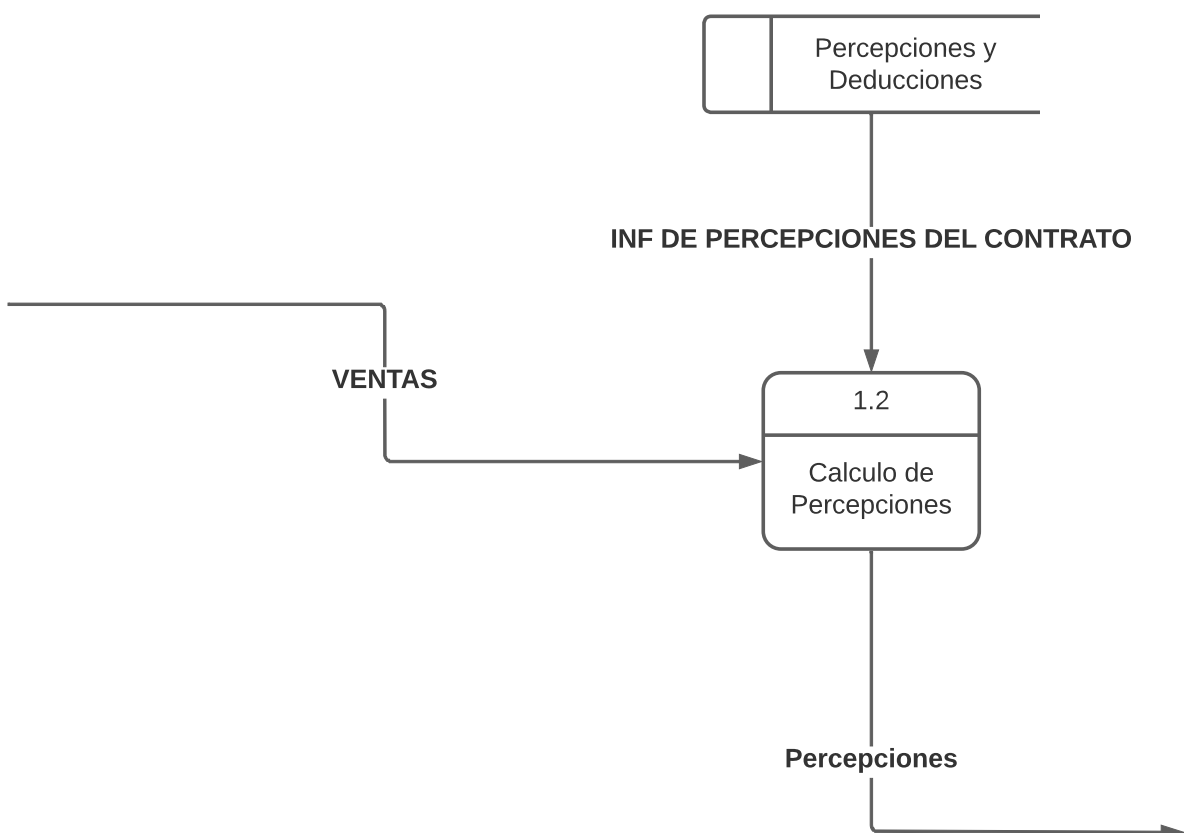 Percepciones y
Deducciones
INF DE PERCEPCIONES DEL CONTRATO
VENTAS
1.2
Calculo de
Percepciones
Percepciones